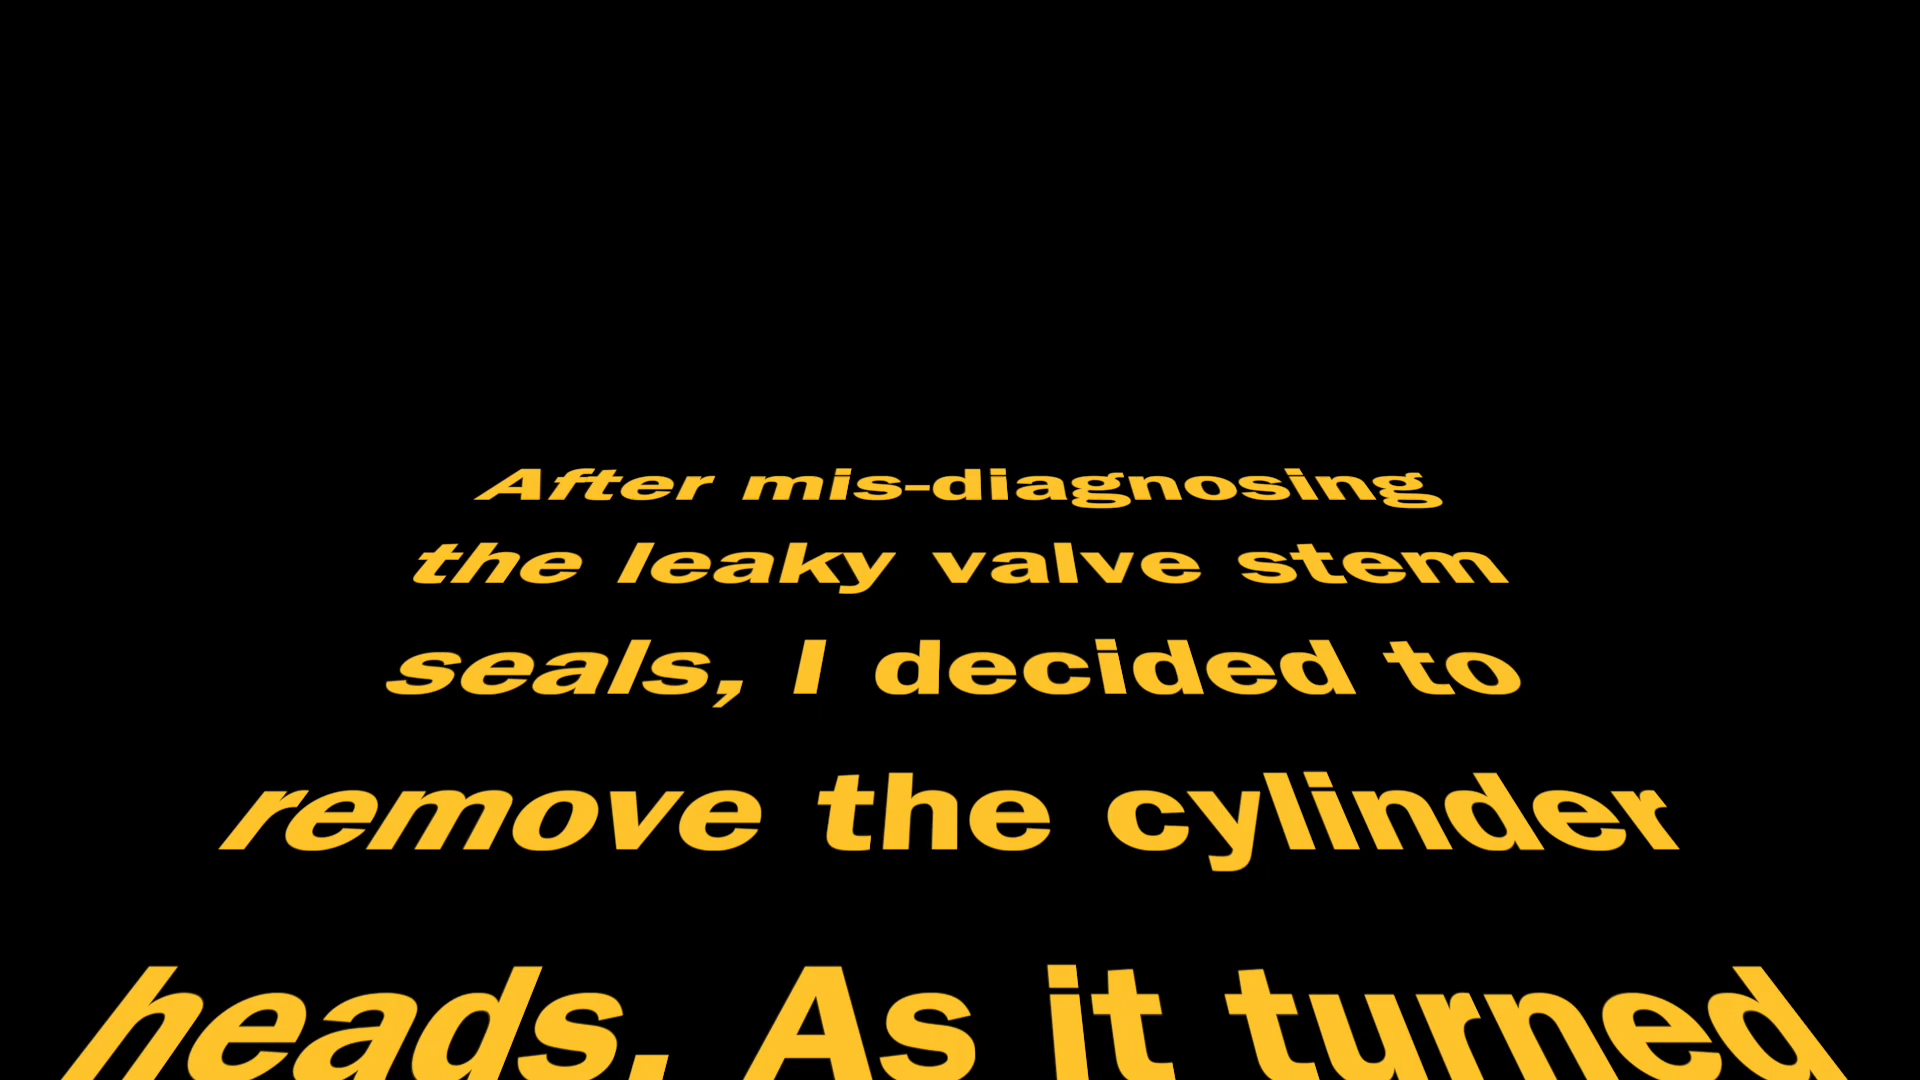 After mis-diagnosing
the leaky valve stem
seals, I decided to
remove the cylinder
heads. As it turned